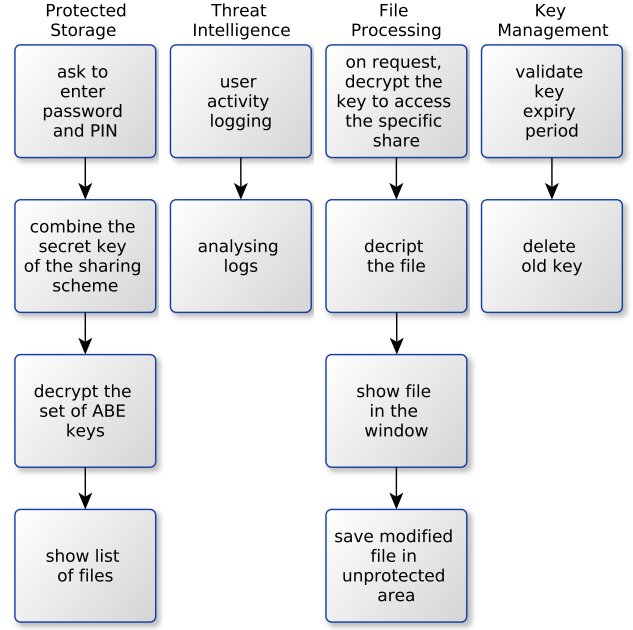 Protected
Storage
ask to
enter
password
and PIN
combine the
secret key
of the sharing
scheme
decrypt the
set of ABE
keys
show list
of files
Threat
Intelligence
user
activity
logging
analysing
logs
File
Processing
on request,
decrypt the
key to access
the specific
share
decript
the file
show file
in the
window
save modified
file in
unprotected
area
Key
Management
validate
key
expiry
period
delete
old key